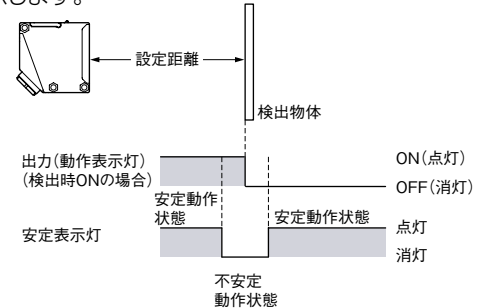 します。
設定距離
検出物体
出力(動作表示灯)
(検出時ONの場合)
ON(点灯)
OFF(消灯)
安定動作
状態
安定動作状態
安定表示灯
点灯
消灯
不安定
動作状態